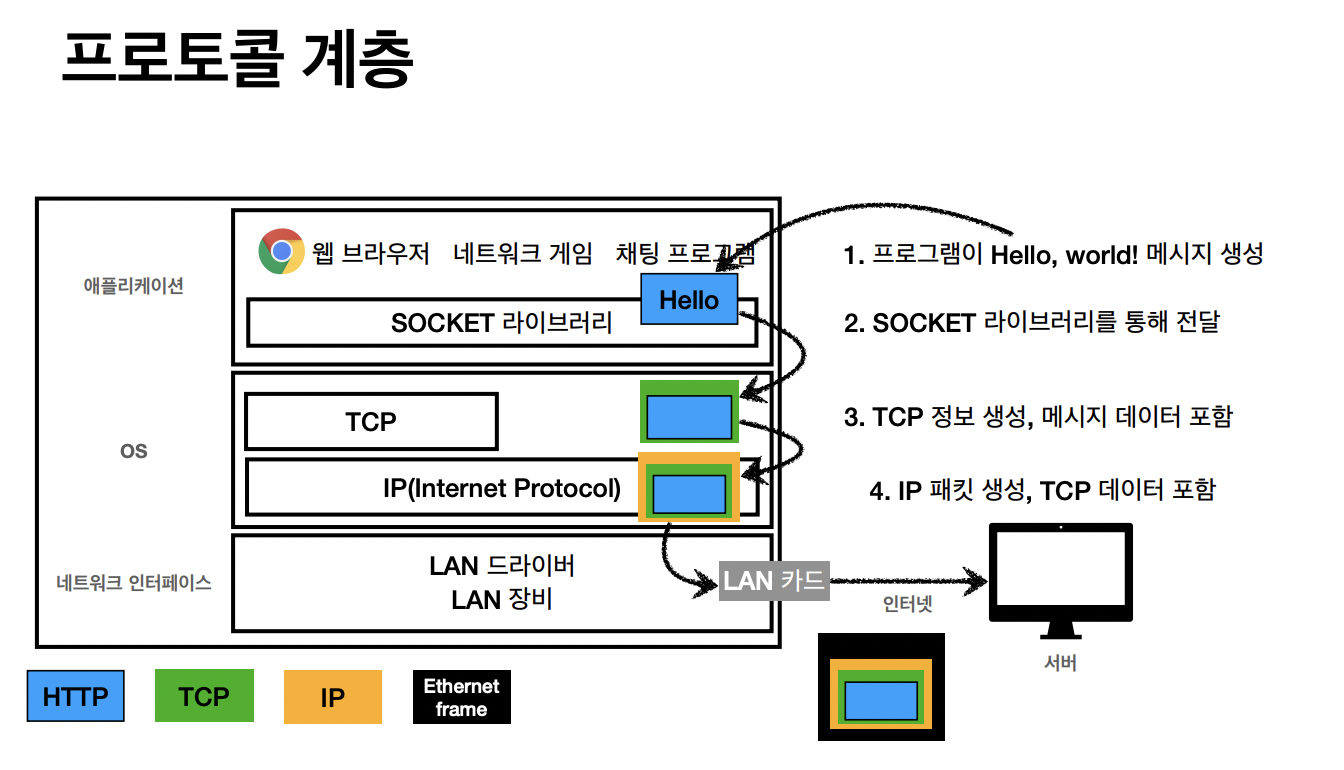 프로토콜 계층
애플리케이션
웹 브라우저 네트워크 게임 채팅 프로그램
Hello
SOCKET 라이브러리
1. 프로그램이 Hello, world! 메시지 생성
2. SOCKET 라이브러리를 통해 전달
OS
TCP
IP(Internet Protocol)
3. TCP 정보 생성, 메시지 데이터 포함
4. IP 패킷 생성, TCP 데이터 포함
네트워크 인터페이스
LAN 드라이버
LAN 장비
LAN 카드
인터넷
서버
HTTP
TCP
IP
Ethernet
frame